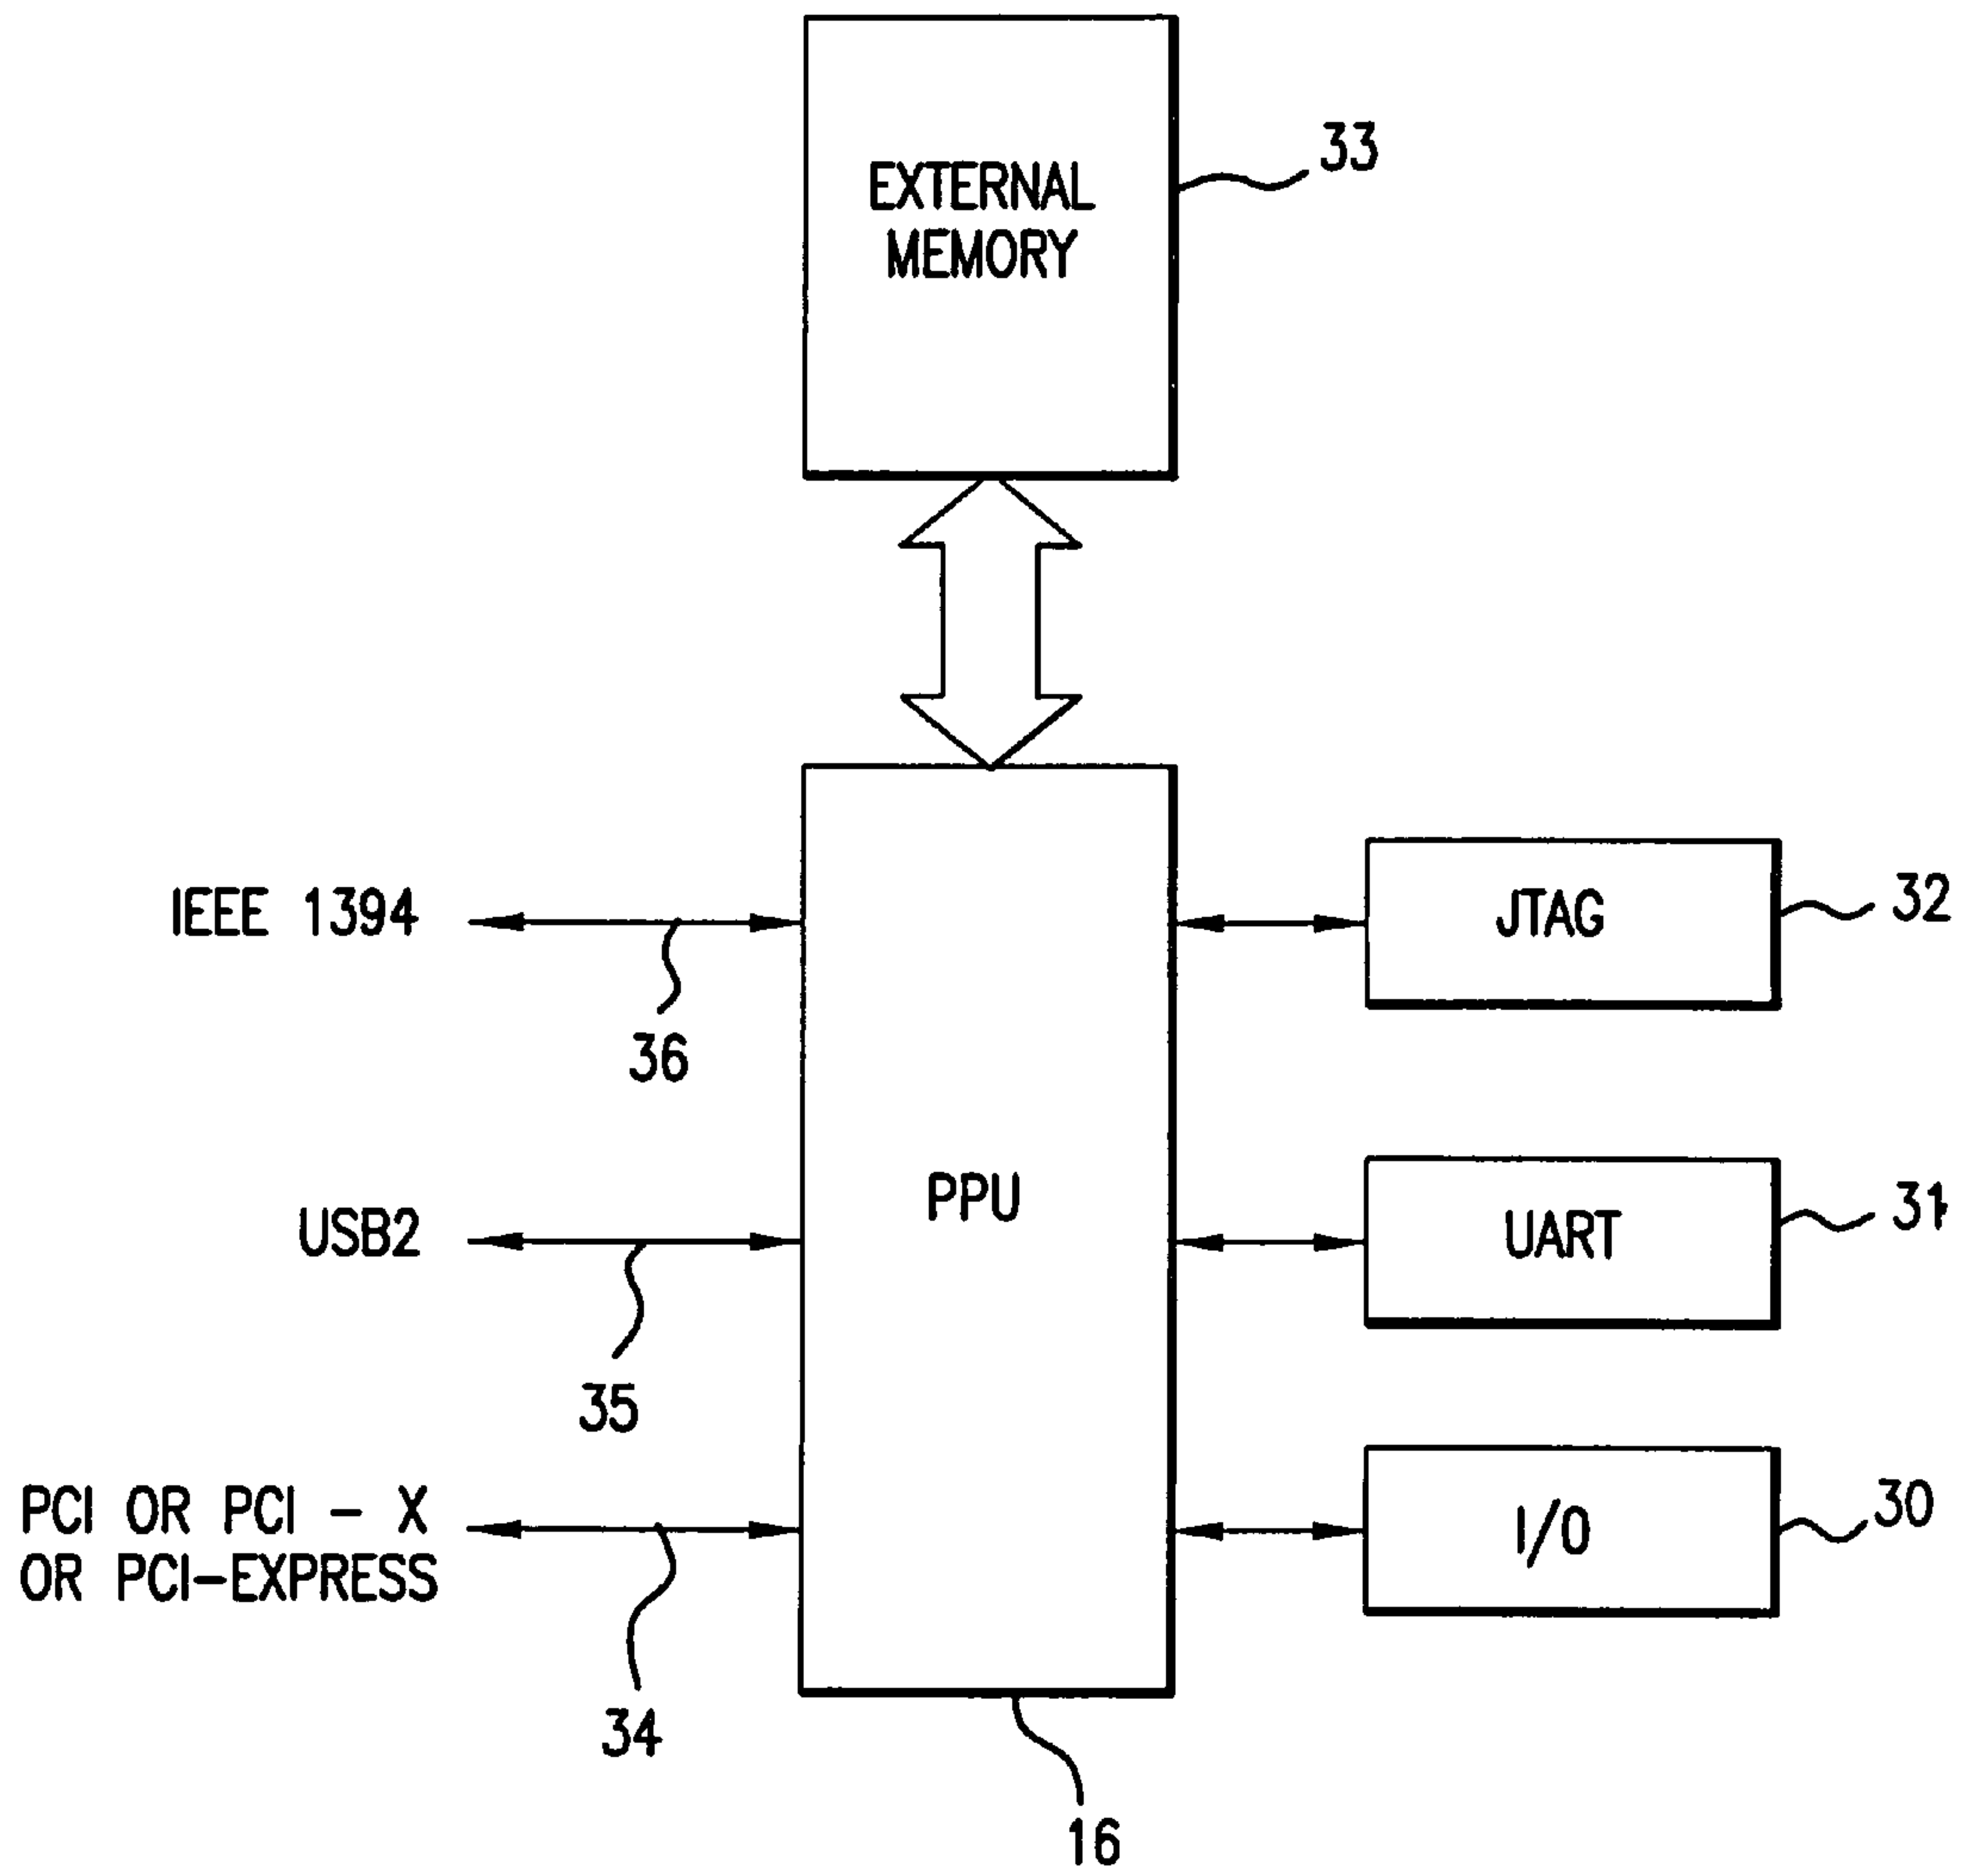 33
EXTERNAL
MEMORY
IEEE 1394
36
JTAG
32
PPU
USB2
35
UART
31
PCI OR PCI - X
OR PCI-EXPRESS
34
I/O
30
16